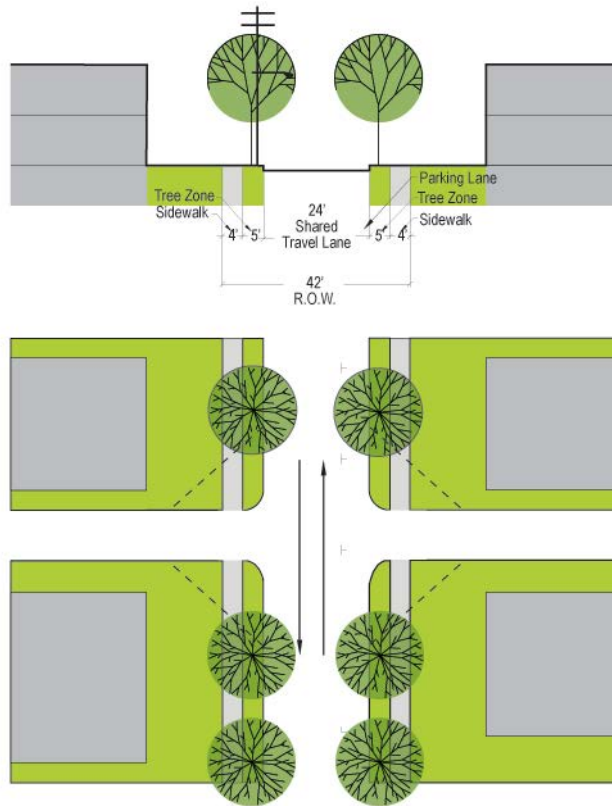 Parking Lane
Tree Zone
Sidewalk
24'
Shared
Travel Lane
Tree Zone
Sidewalk
4'
5'
5'
4'
42'
R.O.W.